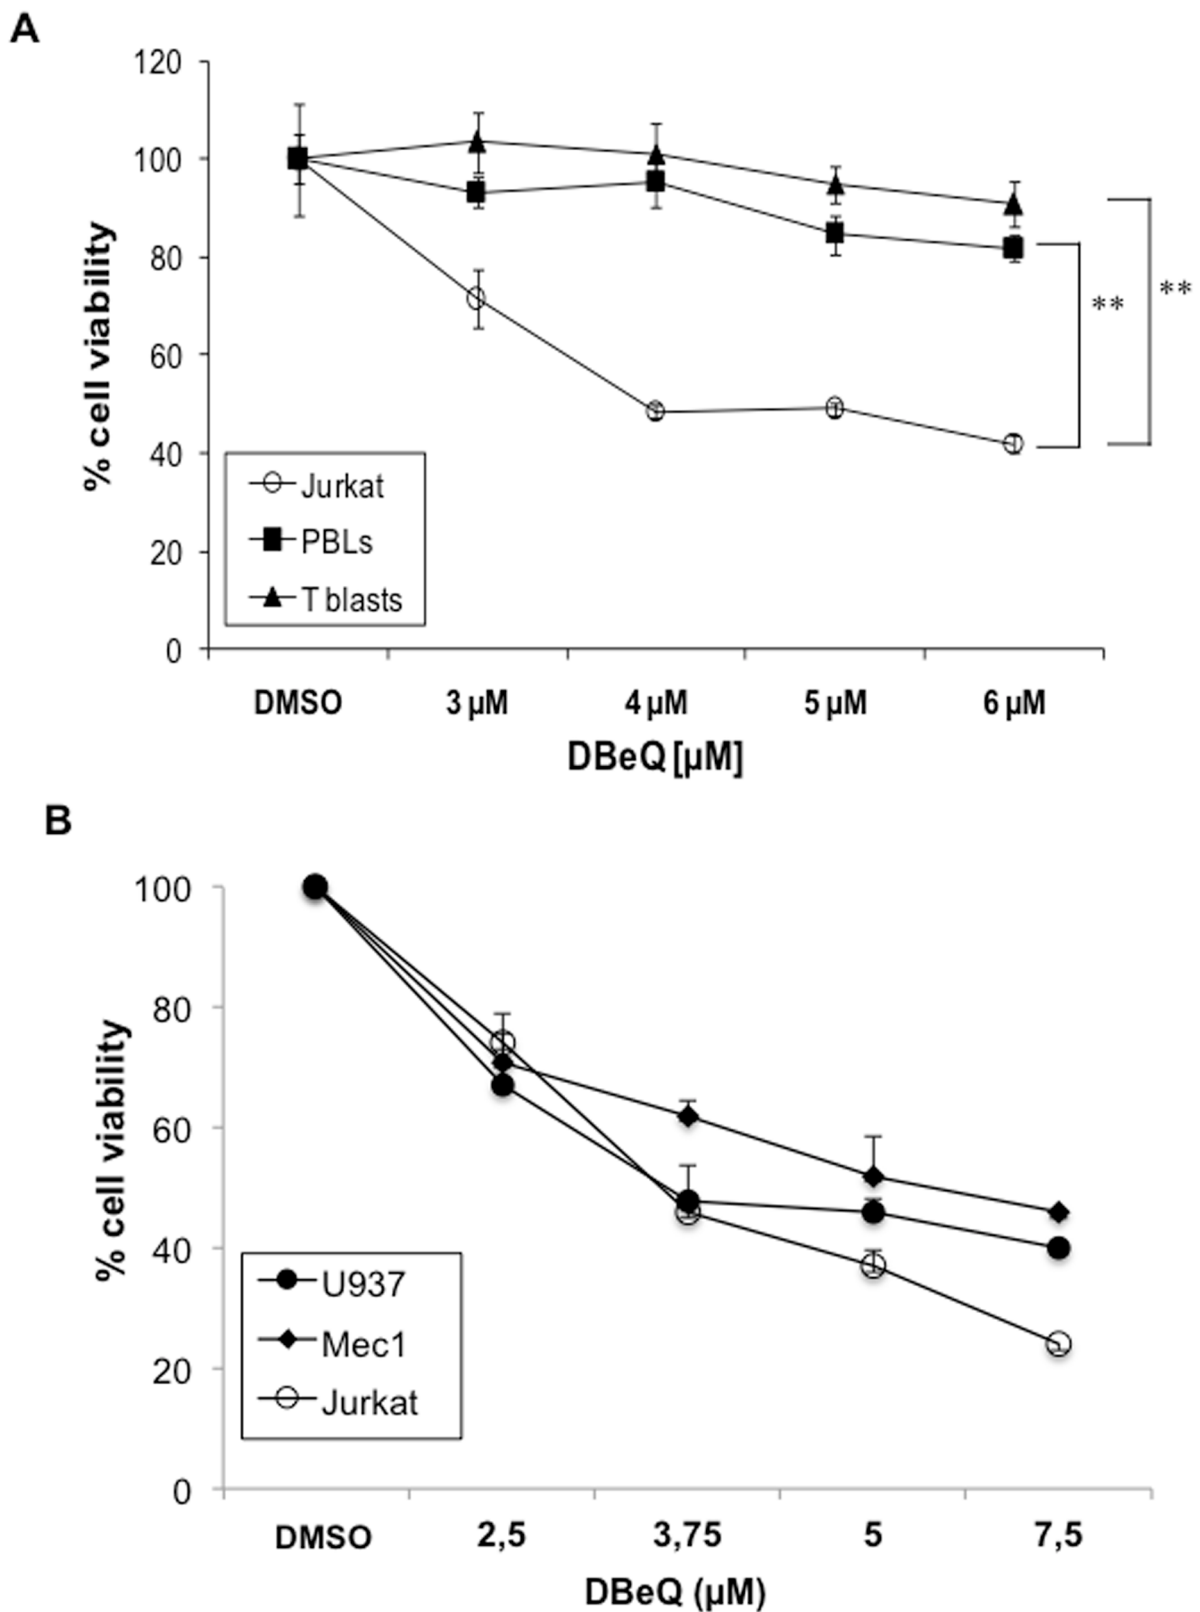 A
120
100
80
60
40
20
0
% cell viability
**
**
Jurkat
PBLs
T blasts
DMSO 3 µM 4 µM 5 µM 6 µM
DBeQ [µM]
B
100
80
60
40
20
0
% cell viability
U937
Mec1
Jurkat
DMSO 2,5 3,75 5 7,5
DBeQ (µM)